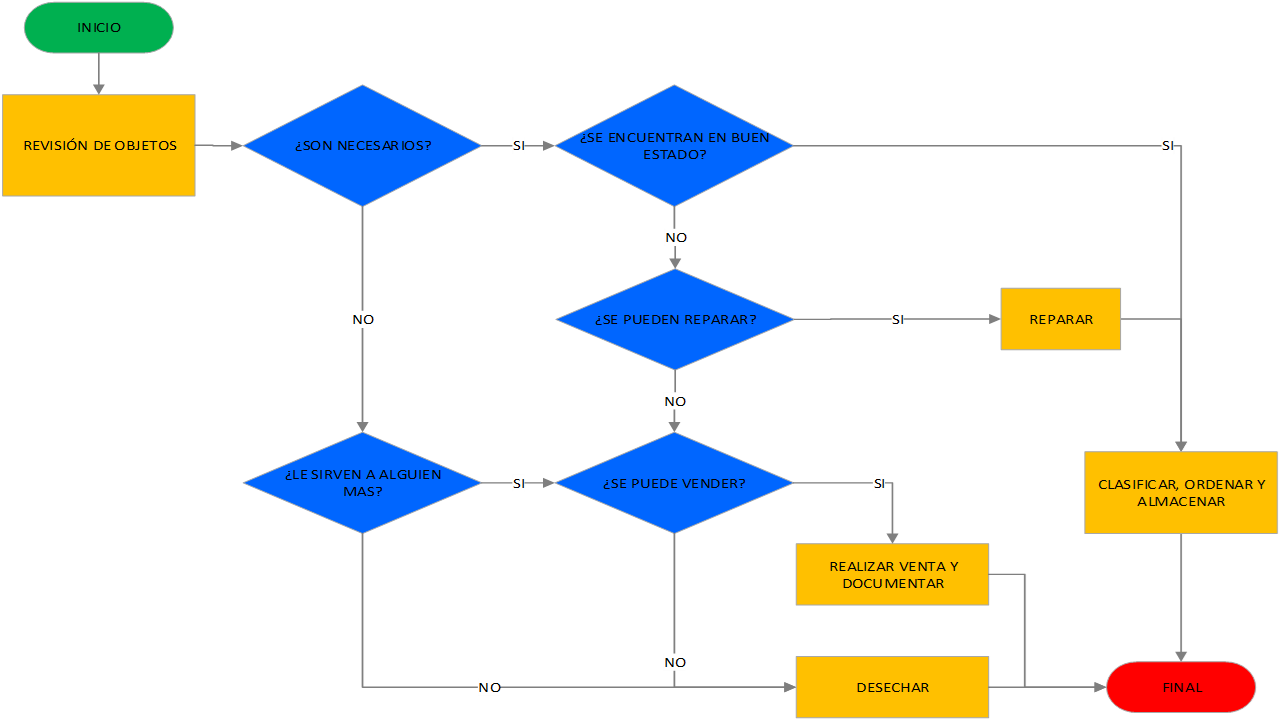 INICIO
REVISIÓN DE OBJETOS
¿SON NECESARIOS?
SI
¿SE ENCUENTRAN EN BUEN
ESTADO?
SI
NO
NO
¿SE PUEDEN REPARAR?
SI
REPARAR
NO
¿LE SIRVEN A ALGUIEN
MAS?
SI
¿SE PUEDE VENDER?
SI
CLASIFICAR, ORDENAR Y
ALMACENAR
REALIZAR VENTA Y
DOCUMENTAR
NO
NO
DESECHAR
FINAL